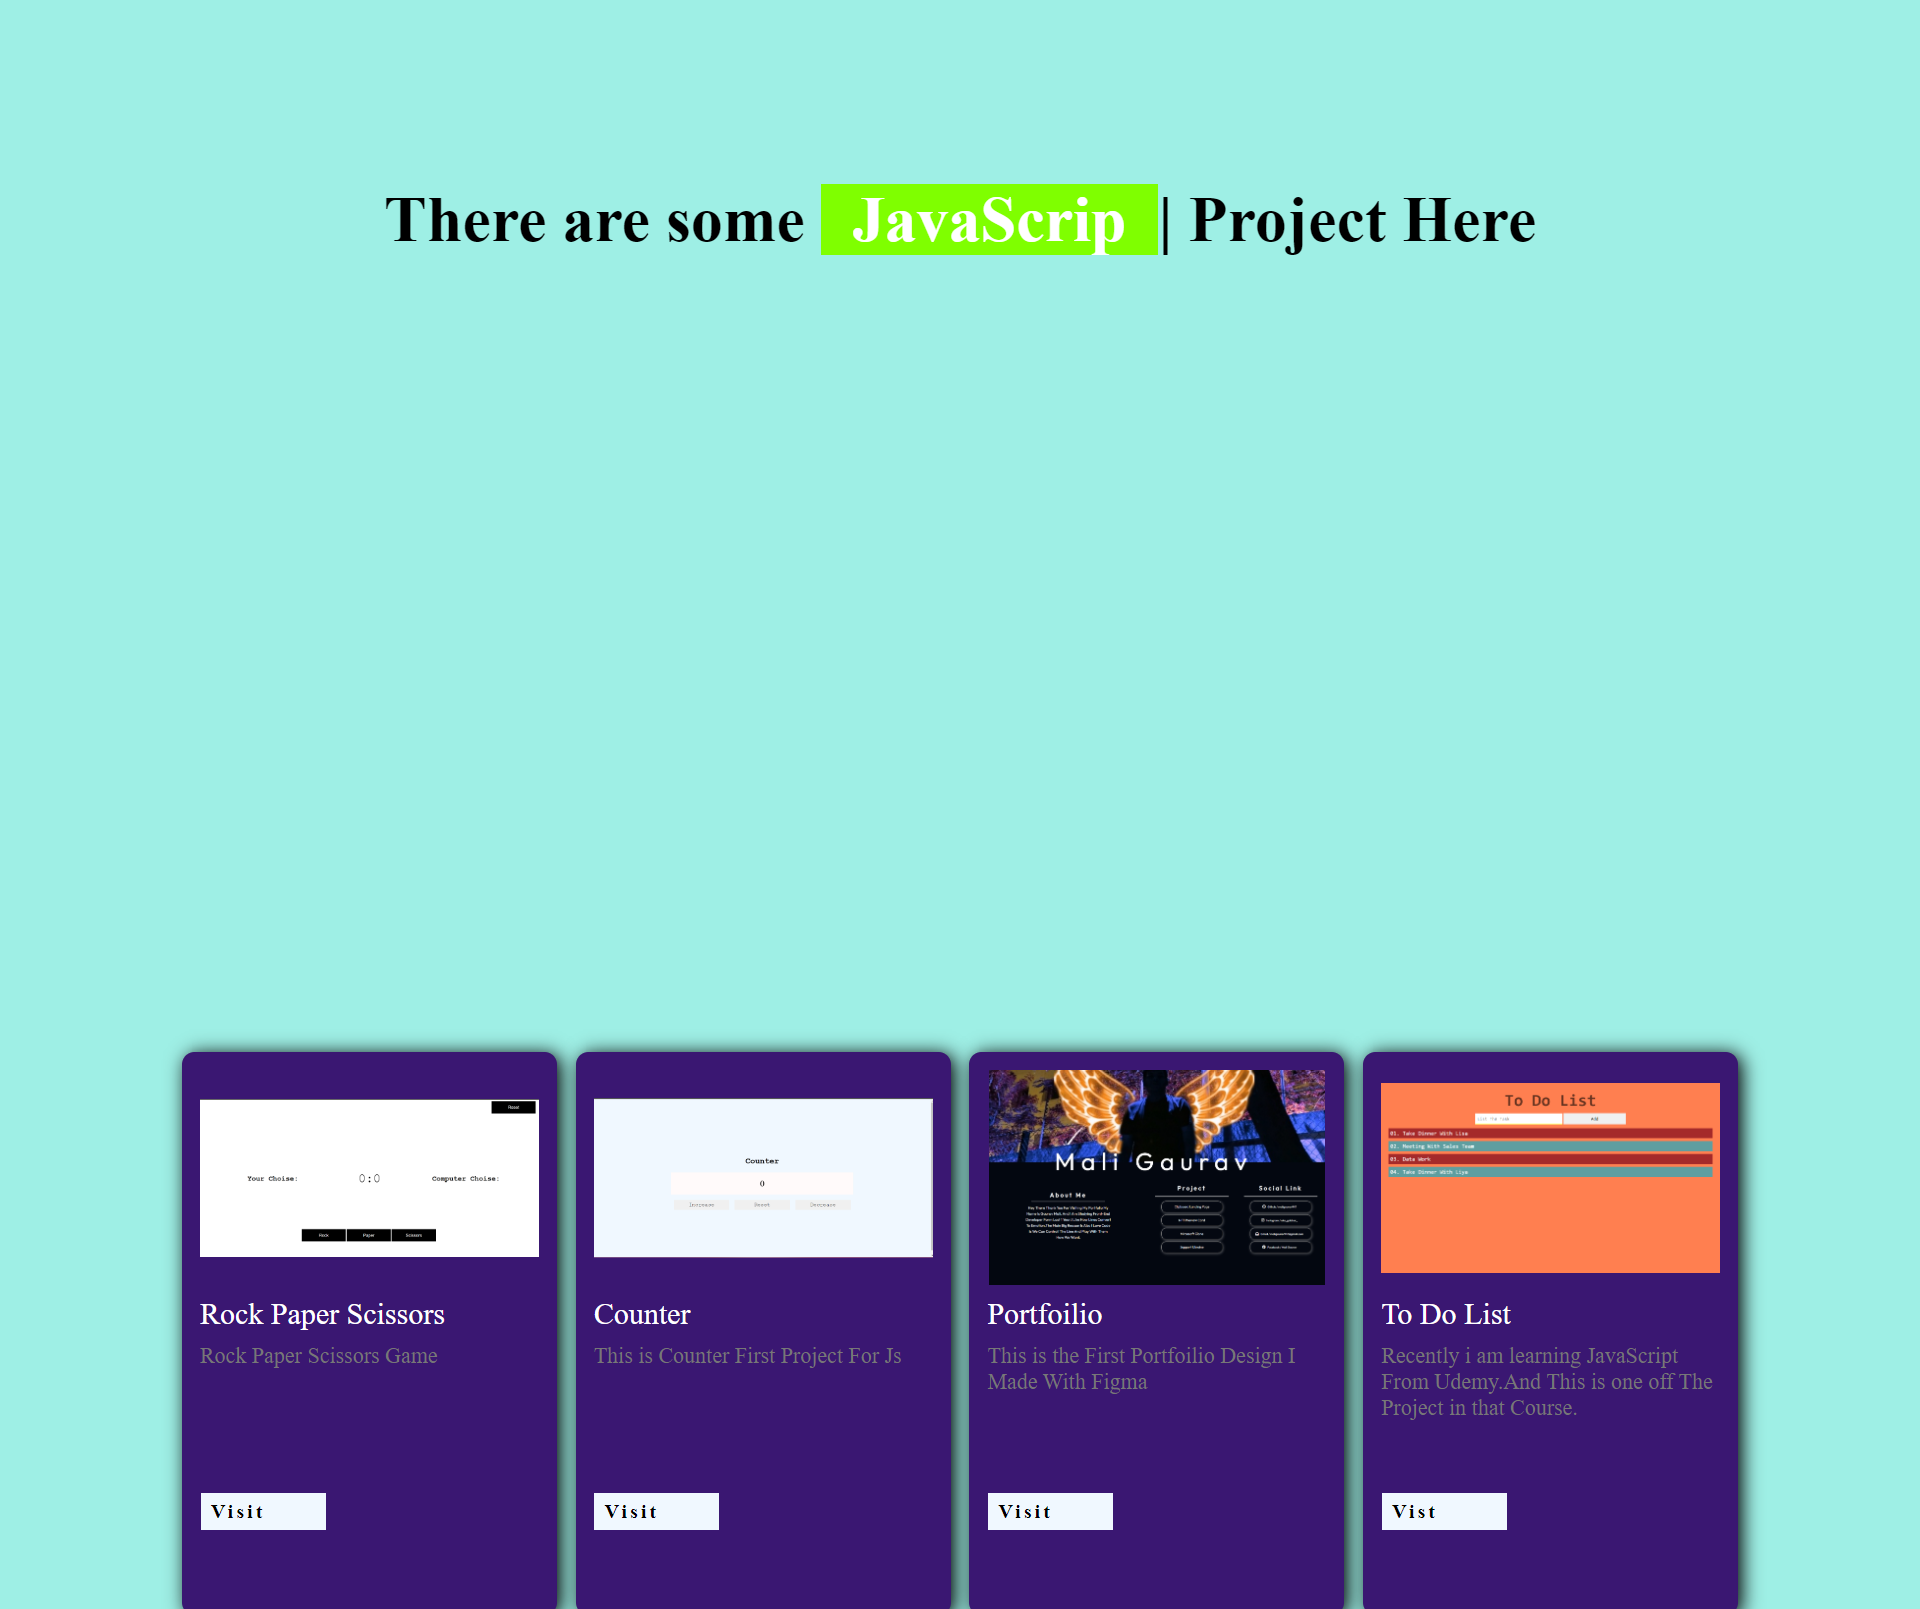 There are some JavaScrip| Project Here
Reset
Your Choise:
0:0
Computer Choise:
Rock
Paper
Scissors
Rock Paper Scissors
Rock Paper Scissors Game
Visit
Counter
0
Increase
Reset
Decrease
Counter
This is Counter First Project For Js
Visit
Mali Gaurav
About Me
Project
Social Link
Portfoilio
This is the First Portfoilio Design I
Made With Figma
Visit
To Do List
Add
01. Take Dinner With Lisa
02. Meeting With Sales Team
03. Data Work
04. Take Dinner With Liya
To Do List
Recently i am learning JavaScript
From Udemy.And This is one off The
Project in that Course.
Vist